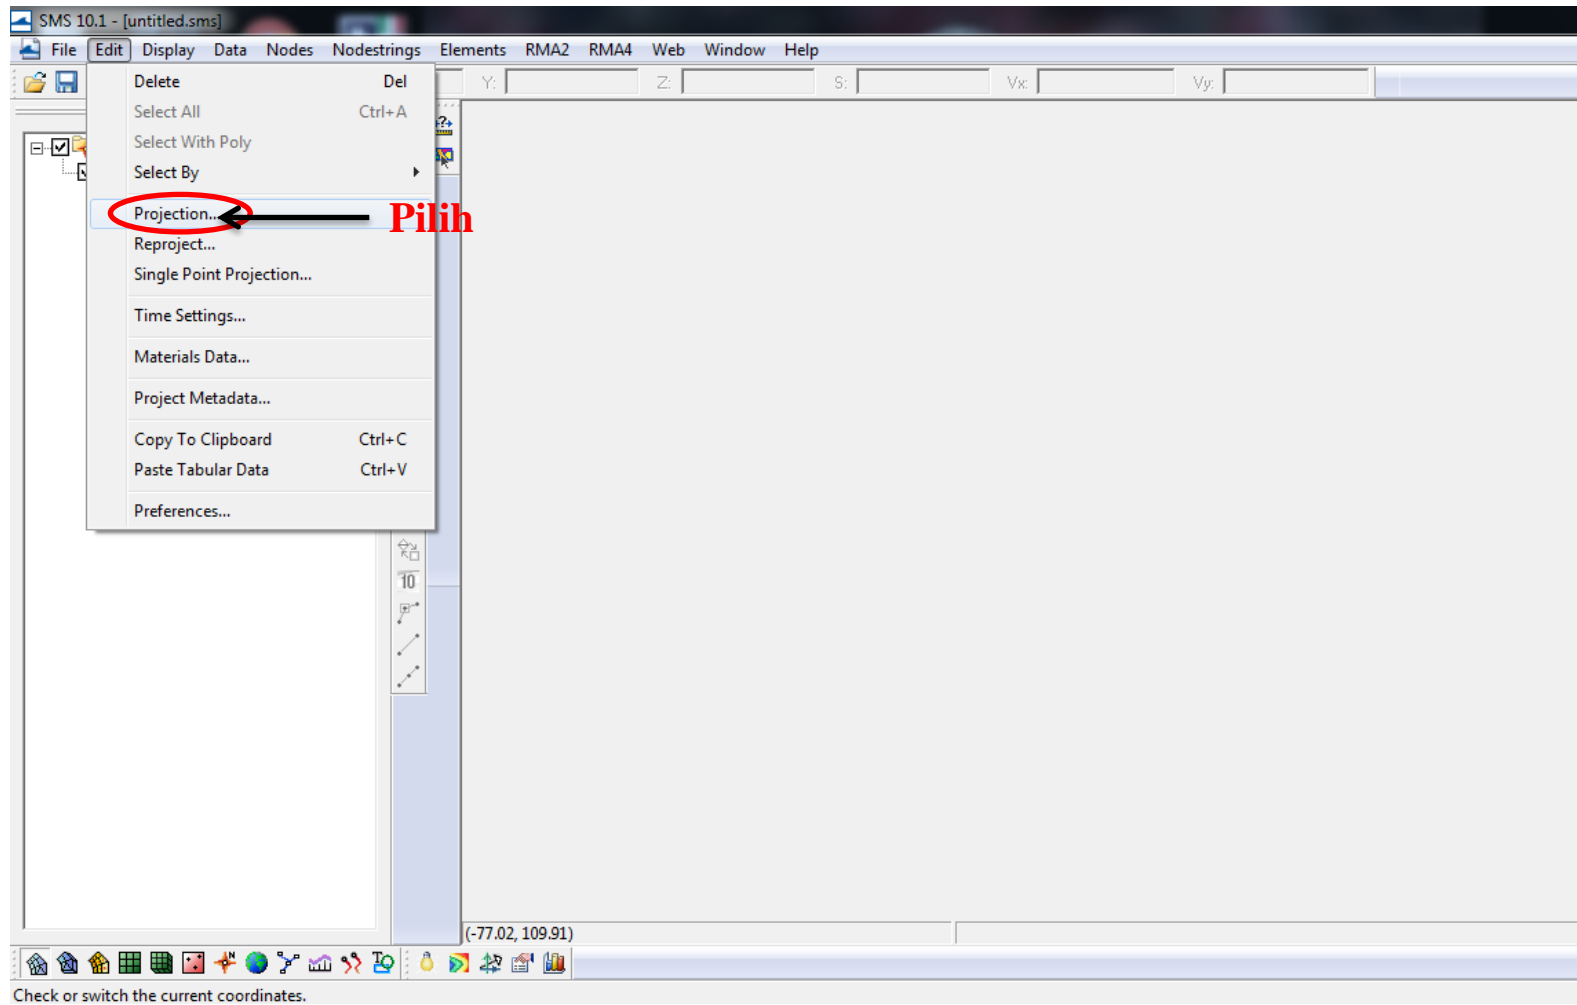 SMS 10.1 - [untitled.sms]
File Edit Display Data Nodes Nodestrings Elements RMA2 RMA4 Web Window Help
Y: Z: S: Vx: Vy:
Delete Del
Select All Ctrl+A
Select With Poly
Select By
Projection... Pilih
Reproject...
Single Point Projection...
Time Settings...
Materials Data...
Project Metadata...
Copy To Clipboard Ctrl+C
Paste Tabular Data Ctrl+V
Preferences...
10
(-77.02, 109.91)
Check or switch the current coordinates.